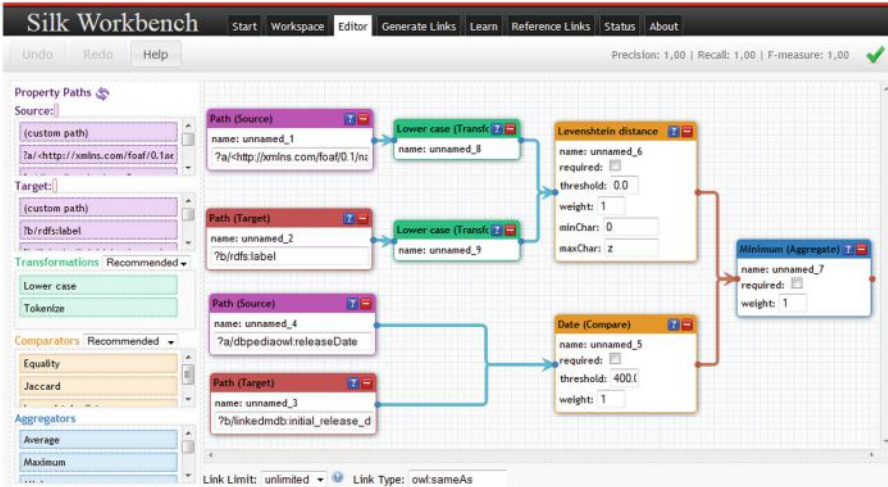 Silk Workbench
Start Workspace Editor Generate Links Learn Reference Links Status About
Undo Redo Help
Precision: 1,00 | Recall: 1,00 | F-measure: 1,00
Property Paths
Source:
(custom path)
?a/<http://xmlns.com/foaf/0.1
Target:
(custom path)
?b/rdfs:label
Transformations Recommended
Lower case
Tokenize
Comparators Recommended
Equality
Jaccard
Aggregators
Average
Maximum
Path (Source)
name: unnamed_1
?a/<http://xmlns.com/foaf/0.1/na
Lower case (Transfc
name: unnamed_8
Path (Target)
name: unnamed_2
?b/rdfs:label
Lower case (Transfc
name: unnamed_9
Path (Source)
name: unnamed_4
?a/dbpediaowl:releaseDate
Path (Target)
name: unnamed_3
?b/linkedmdb:initial_release_d
Levenshtein distance
name: unnamed_6
required:
threshold: 0.0
weight: 1
minChar: 0
maxChar: z
Date (Compare)
name: unnamed_5
required:
threshold: 400.
weight: 1
Minimum (Aggregate)
name: unnamed_7
required:
weight: 1
Link Limit: unlimited Link Type: owl:sameAs